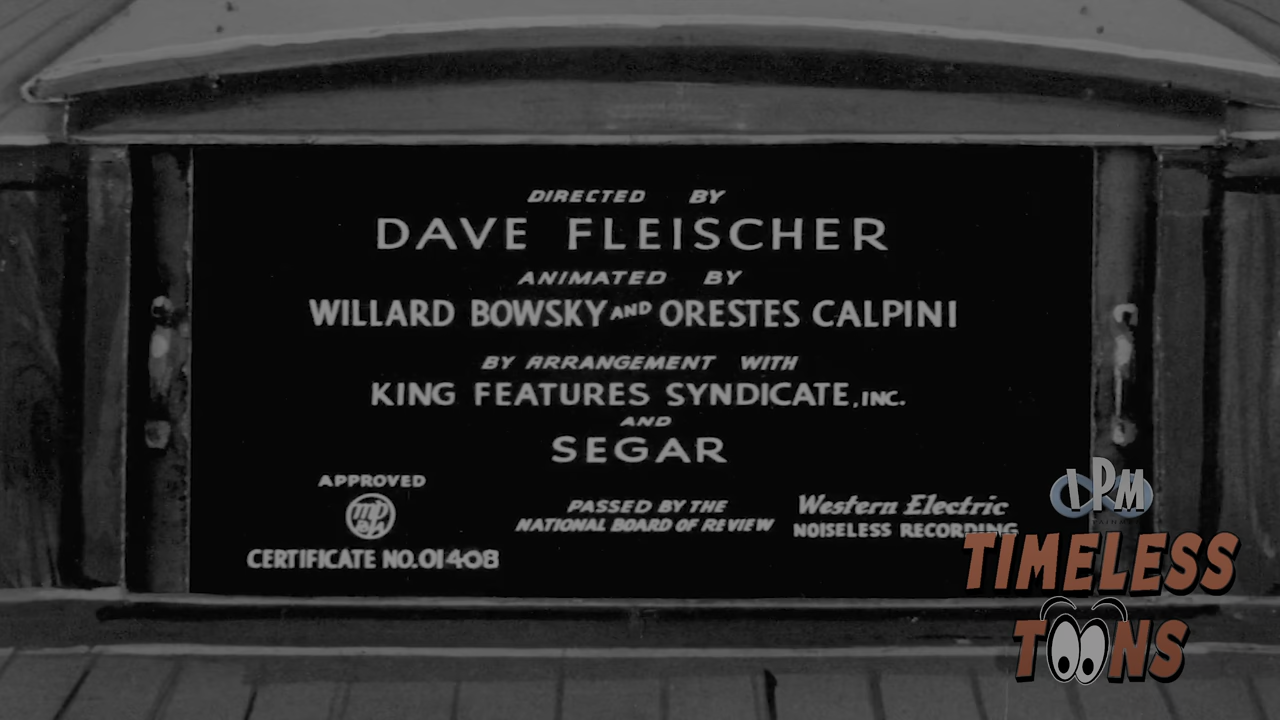 DIRECTED BY
DAVE FLEISCHER
ANIMATED BY
WILLARD BOWSKY AND ORESTES CALPINI
BY ARRANGEMENT WITH
KING FEATURES SYNDICATE, INC.
AND
SEGAR
APPROVED
CERTIFICATE NO. 01408
PASSED BY THE
NATIONAL BOARD OF REVIEW
Western Electric
NOISELESS RECORDING
IPM
TIMELESS
TOONS